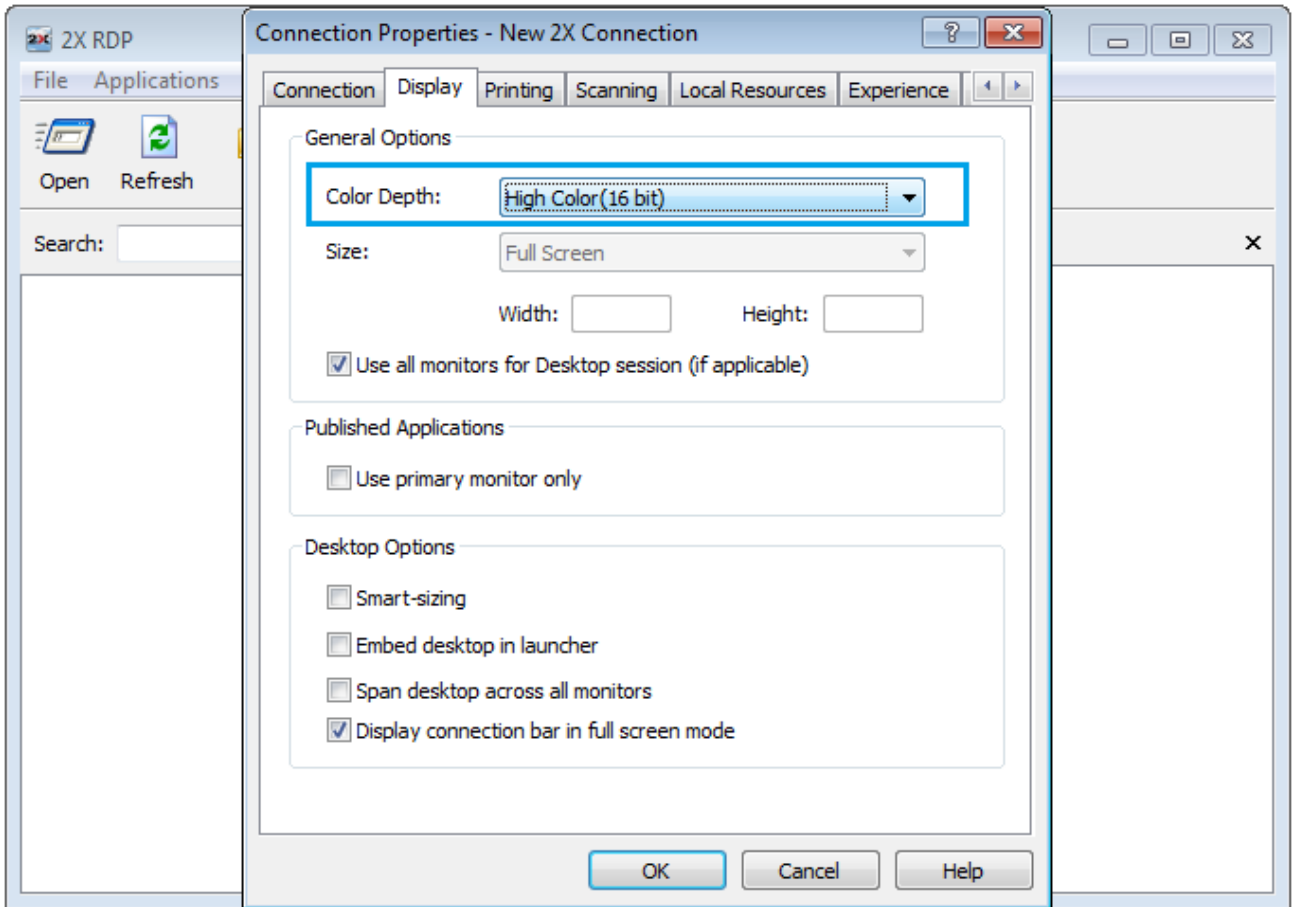 2X RDP
Connection Properties - New 2X Connection
File Applications
Connection Display Printing Scanning Local Resources Experience
General Options
Open Refresh
Color Depth: High Color(16 bit)
Search:
Size: Full Screen
Width: Height:
Use all monitors for Desktop session (if applicable)
Published Applications
Use primary monitor only
Desktop Options
Smart-sizing
Embed desktop in launcher
Span desktop across all monitors
Display connection bar in full screen mode
OK Cancel Help